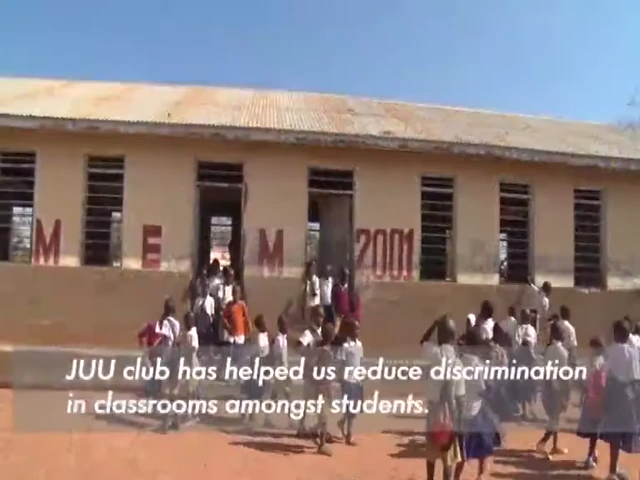 M E M 2001
JUU club has helped us reduce discrimination
in classrooms amongst students.